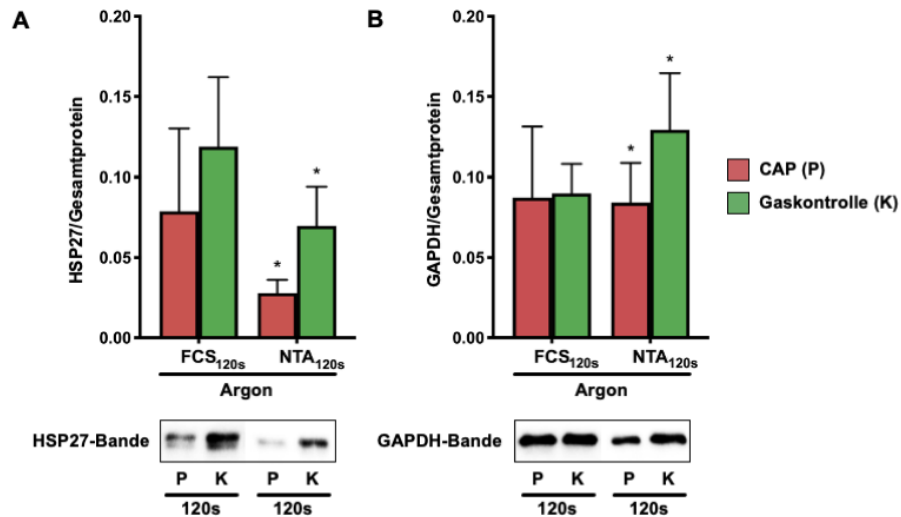 A
HSP27/Gesamtprotein
0.20
0.15
0.10
0.05
0.00
*
*
FCS120s
NTA120s
Argon
HSP27-Bande
P
K
P
K
120s
120s
B
GAPDH/Gesamtprotein
0.20
0.15
0.10
0.05
0.00
*
*
FCS120s
NTA120s
Argon
GAPDH-Bande
P
K
P
K
120s
120s
CAP (P)
Gaskontrolle (K)